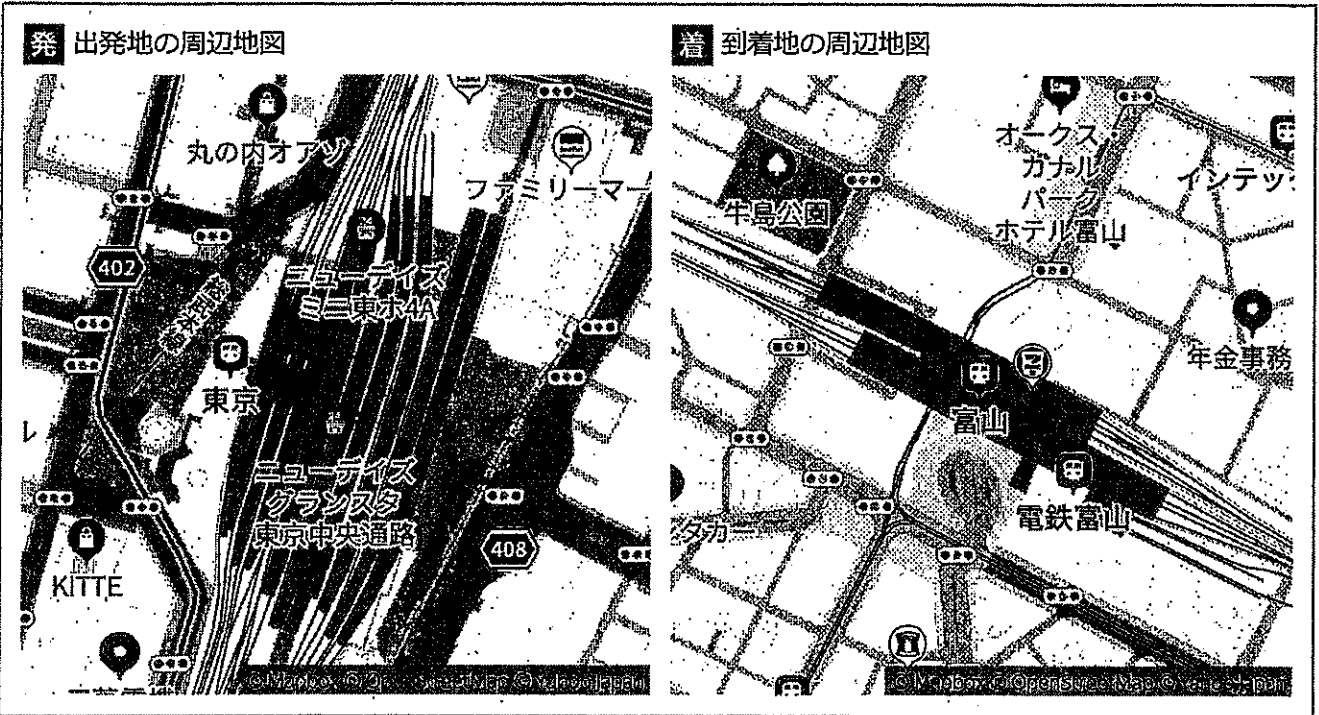 発 出発地の周辺地図
丸の内オアゾ
ファミリーマー
402
ニューデイズ
ミニ東京4A
東京
ル
ニューデイズ
グランスタ
東京中央通路
KITTE
408
© Mapbox © OpenStreetMap © Yahoo Japan
着 到着地の周辺地図
オークス
カナル
パーク
ホテル富山
インテック
牛島公園
年金事務
富山
電鉄富山
タカー
© Mapbox © OpenStreetMap © Yahoo Japan